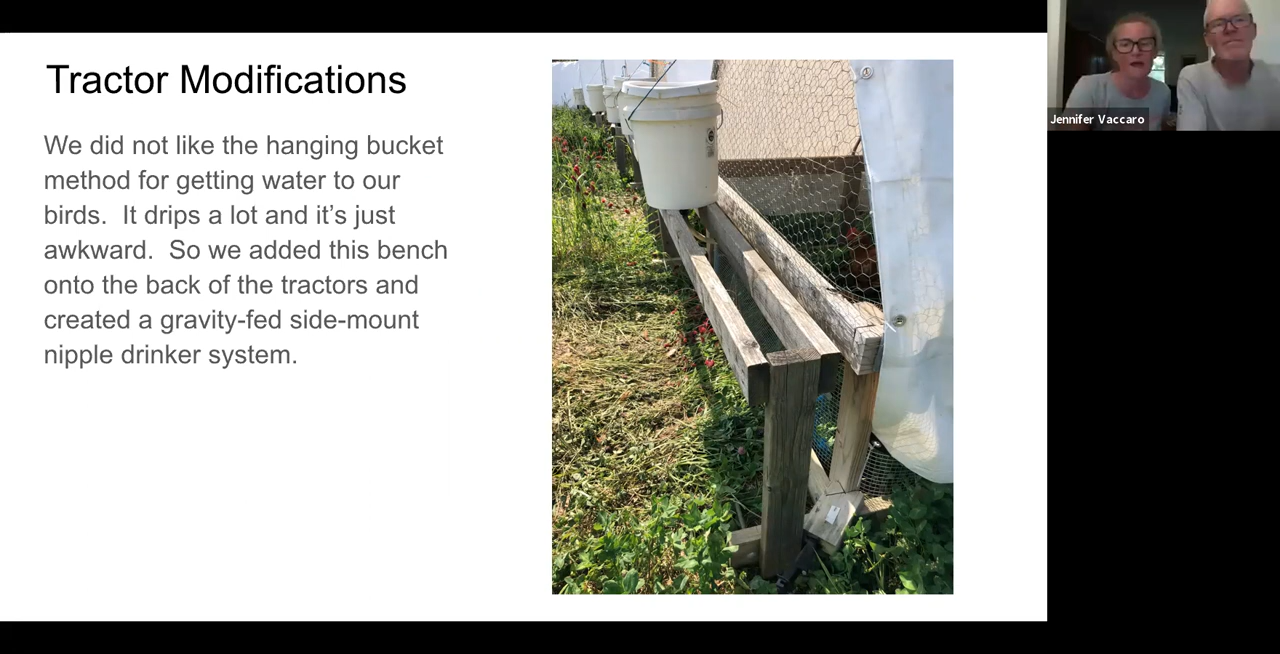 Tractor Modifications
We did not like the hanging bucket
method for getting water to our
birds.  It drips a lot and it’s just
awkward.  So we added this bench
onto the back of the tractors and
created a gravity-fed side-mount
nipple drinker system.
Jennifer Vaccaro